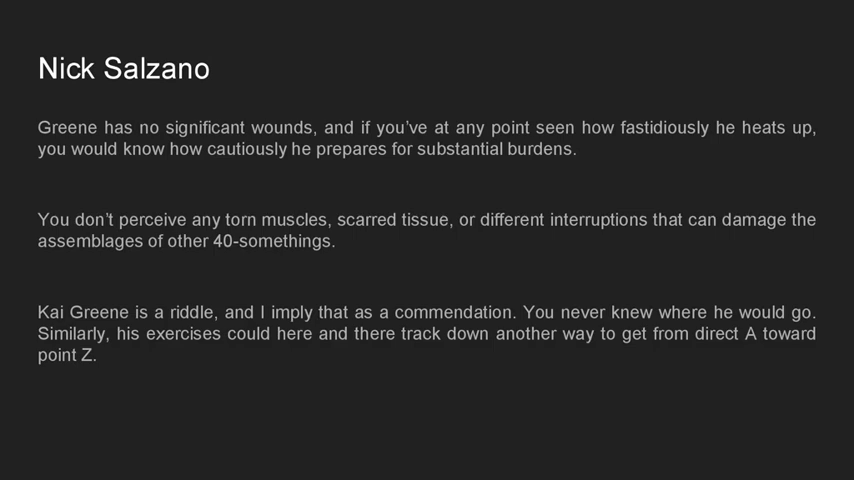 Nick Salzano
Greene has no significant wounds, and if you’ve at any point seen how fastidiously he heats up,
you would know how cautiously he prepares for substantial burdens.
You don’t perceive any torn muscles, scarred tissue, or different interruptions that can damage the
assemblages of other 40-somethings.
Kai Greene is a riddle, and I imply that as a commendation. You never knew where he would go.
Similarly, his exercises could here and there track down another way to get from direct A toward
point Z.